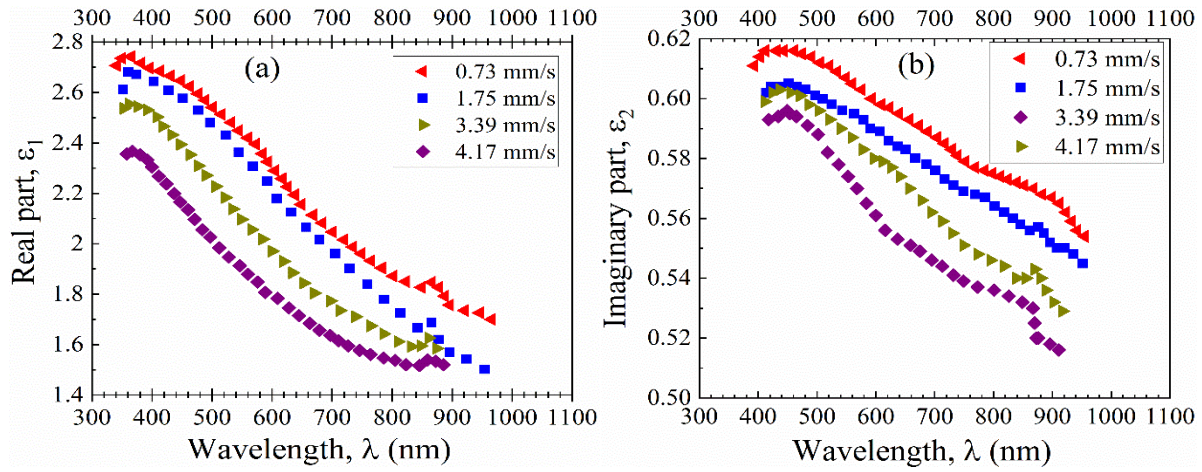 300 400 500 600 700 800 900 1000 1100
2.8
2.6
2.4
2.2
2
1.8
1.6
1.4
Real part, ε1
(a)
0.73 mm/s
1.75 mm/s
3.39 mm/s
4.17 mm/s
300 400 500 600 700 800 900 1000 1100
Wavelength, λ (nm)
300 400 500 600 700 800 900 1000 1100
0.62
0.60
0.58
0.56
0.54
0.52
0.50
Imaginary part, ε2
(b)
0.73 mm/s
1.75 mm/s
3.39 mm/s
4.17 mm/s
300 400 500 600 700 800 900 1000 1100
Wavelength, λ (nm)